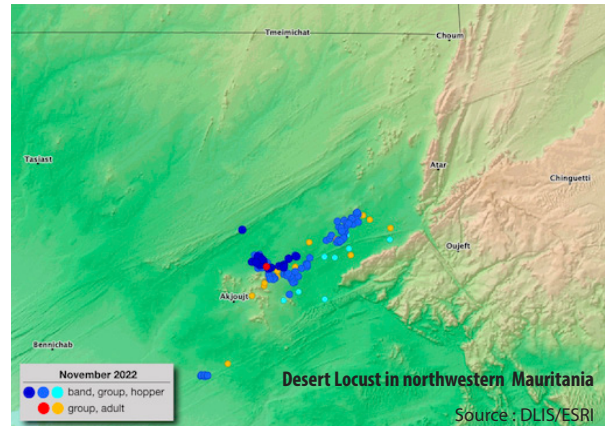 Tmeimichat
Choum
Tasiast
Atar
Chinguetti
Oujeft
Akjoujt
Bennichab
November 2022
band, group, hopper
group, adult
Desert Locust in northwestern Mauritania
Source : DLIS/ESRI